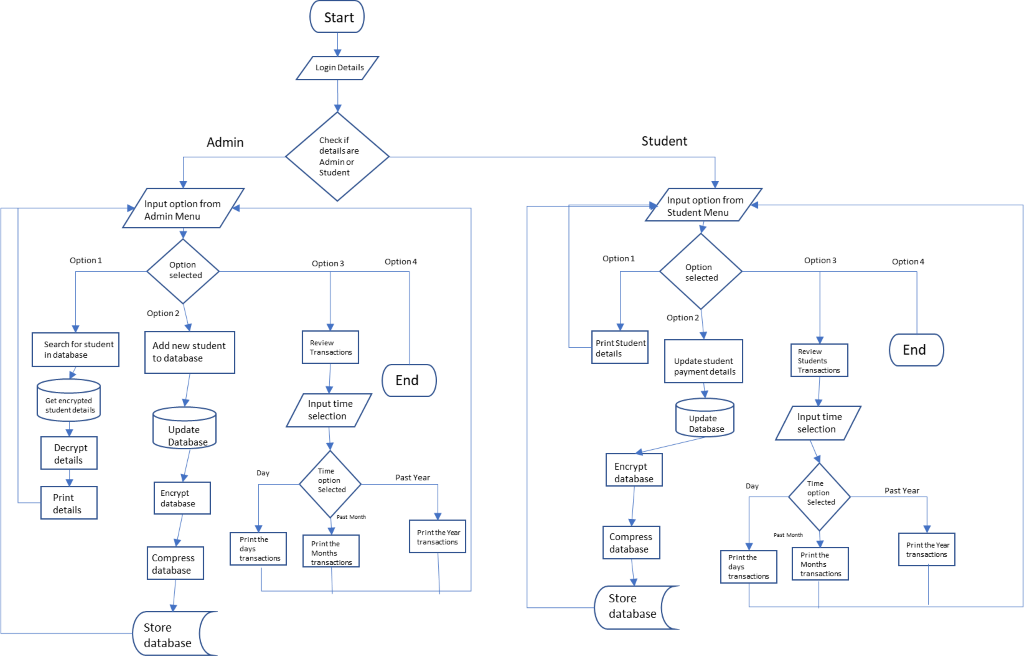 Start
Login Details
Check if
details are
Admin or
Student
Admin
Student
Input option from
Admin Menu
Option
selected
Option 1
Option 2
Option 3
Option 4
Search for student
in database
Get encrypted
student details
Decrypt
details
Print
details
Add new student
to database
Update
Database
Encrypt
database
Compress
database
Store
database
Review
Transactions
Input time
selection
Time
option
Selected
Day
Past Month
Past Year
Print the
days
transactions
Print the
Months
transactions
Print the Year
transactions
End
Input option from
Student Menu
Option
selected
Option 1
Option 2
Option 3
Option 4
Print Student
details
Update student
payment details
Update
Database
Encrypt
database
Compress
database
Store
database
Review
Students
Transactions
Input time
selection
Time
option
Selected
Day
Past Month
Past Year
Print the
days
transactions
Print the
Months
transactions
Print the Year
transactions
End